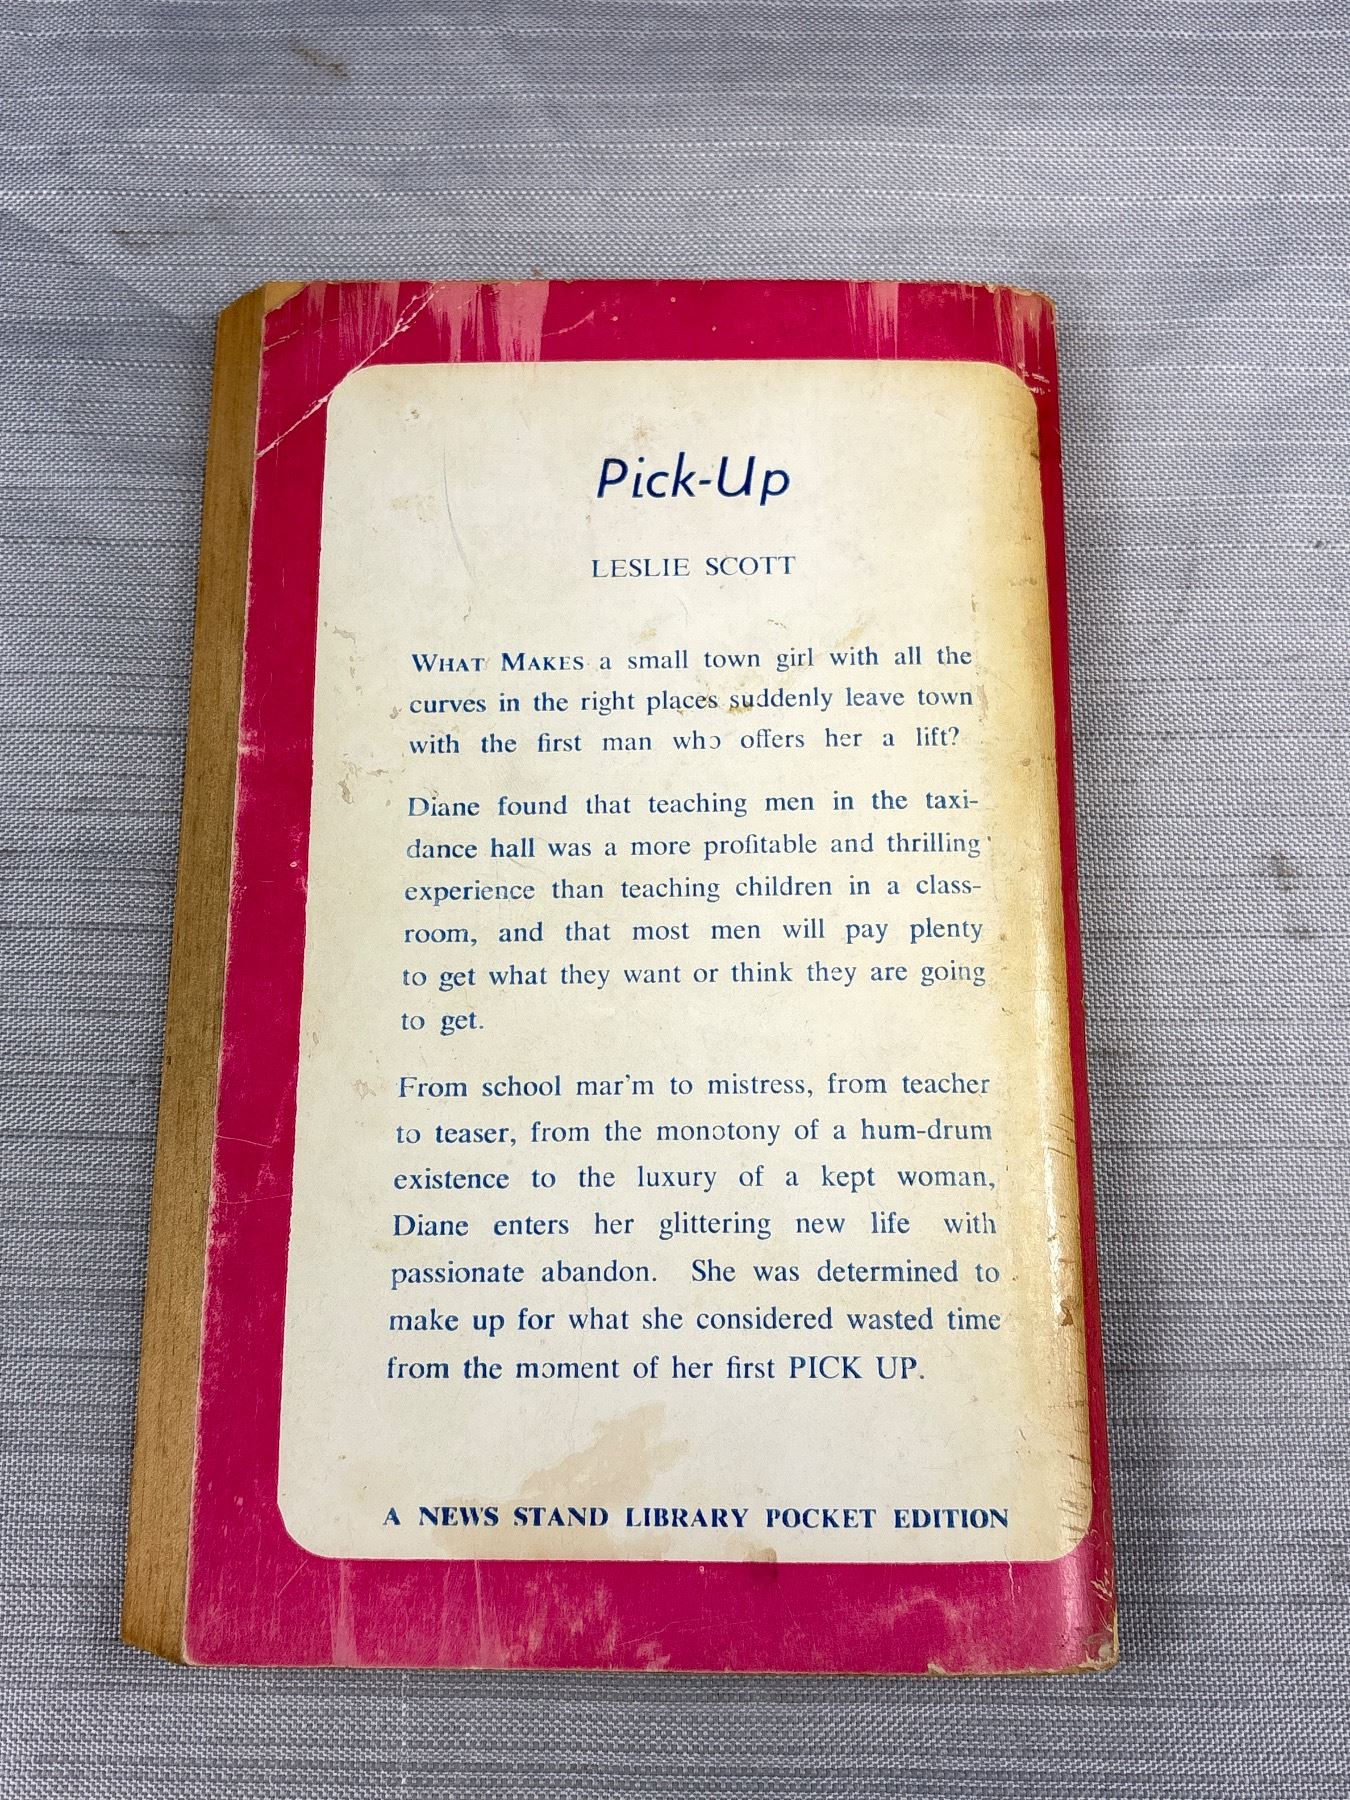 Pick-Up
LESLIE SCOTT
WHAT MAKES a small town girl with all the
curves in the right places suddenly leave town
with the first man who offers her a lift?
Diane found that teaching men in the taxi-
dance hall was a more profitable and thrilling
experience than teaching children in a class-
room, and that most men will pay plenty
to get what they want or think they are going
to get.
From school mar'm to mistress, from teacher
to teaser, from the monotony of a hum-drum
existence to the luxury of a kept woman,
Diane enters her glittering new life with
passionate abandon. She was determined to
make up for what she considered wasted time
from the moment of her first PICK UP.
A NEWS STAND LIBRARY POCKET EDITION